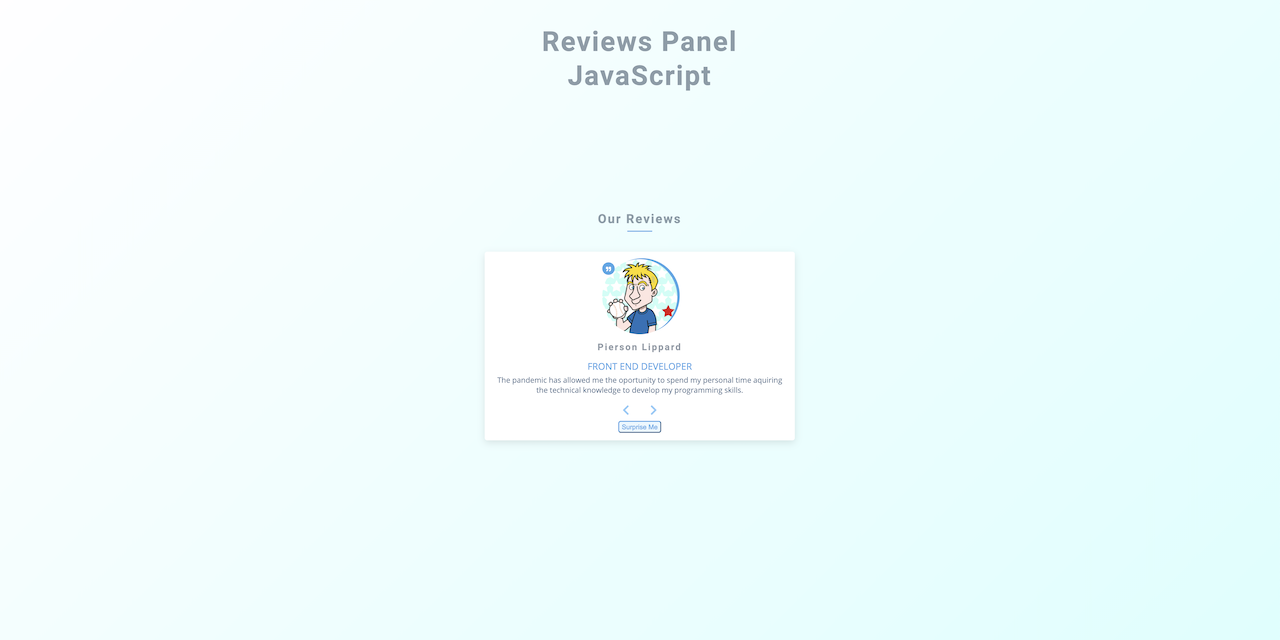 Reviews Panel
JavaScript
Our Reviews
Pierson Lippard
FRONT END DEVELOPER
The pandemic has allowed me the oportunity to spend my personal time aquiring
the technical knowledge to develop my programming skills.
Surprise Me